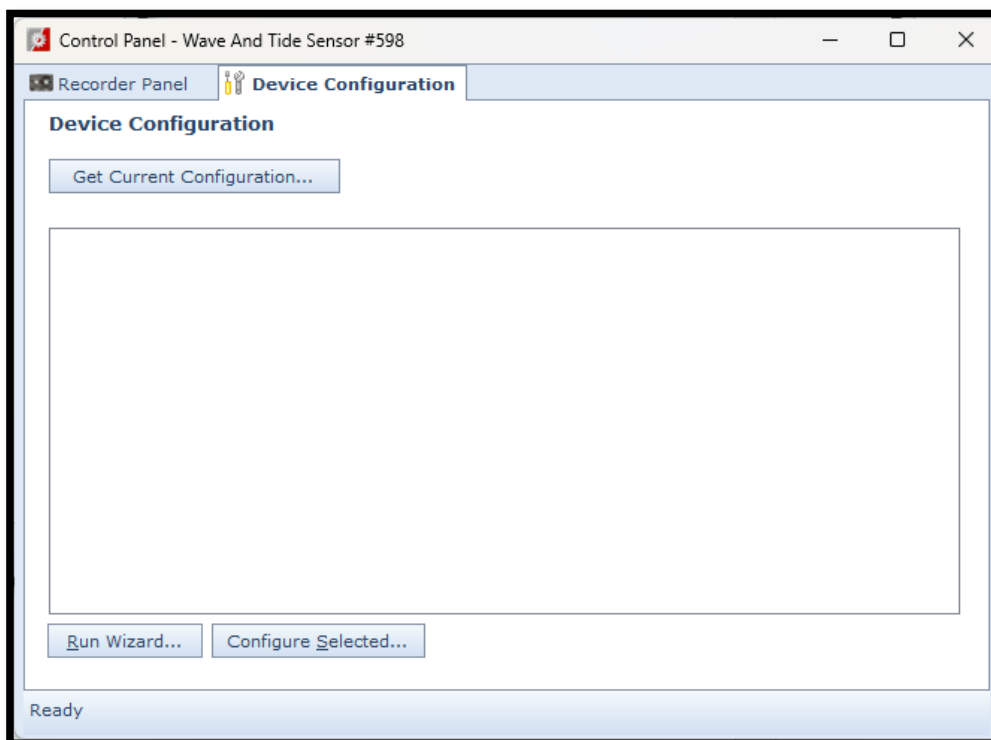 Control Panel - Wave And Tide Sensor #598
Recorder Panel Device Configuration
Device Configuration
Get Current Configuration...
Run Wizard... Configure Selected...
Ready